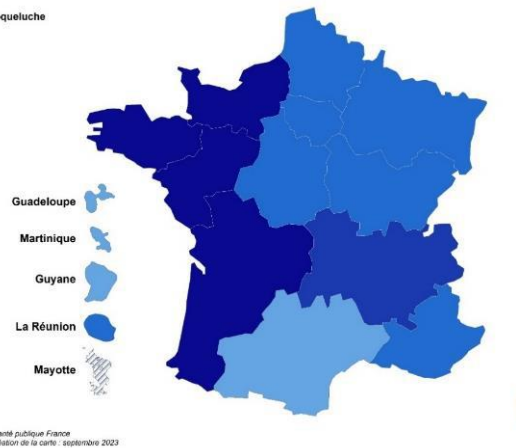 queluche
Guadeloupe
Martinique
Guyane
La Réunion
Mayotte
anté publique France
ation de la carte : septembre 2023